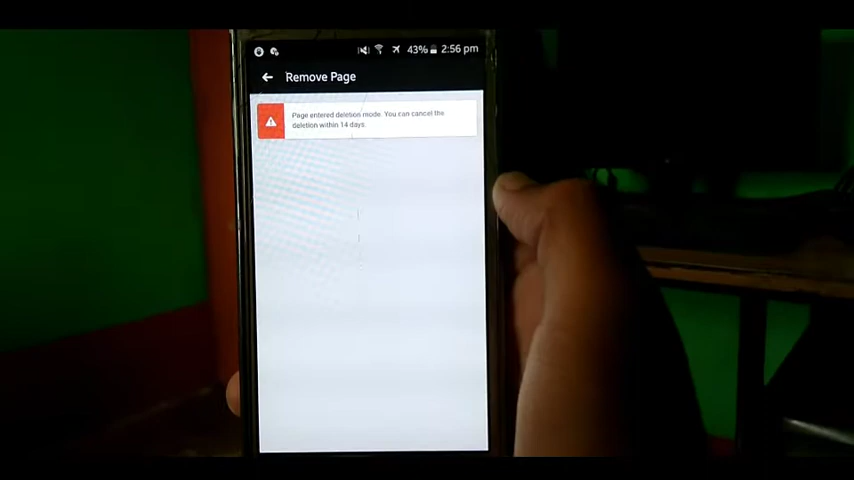 43% 2:56 pm
Remove Page
Page entered deletion mode. You can cancel the
deletion within 14 days.